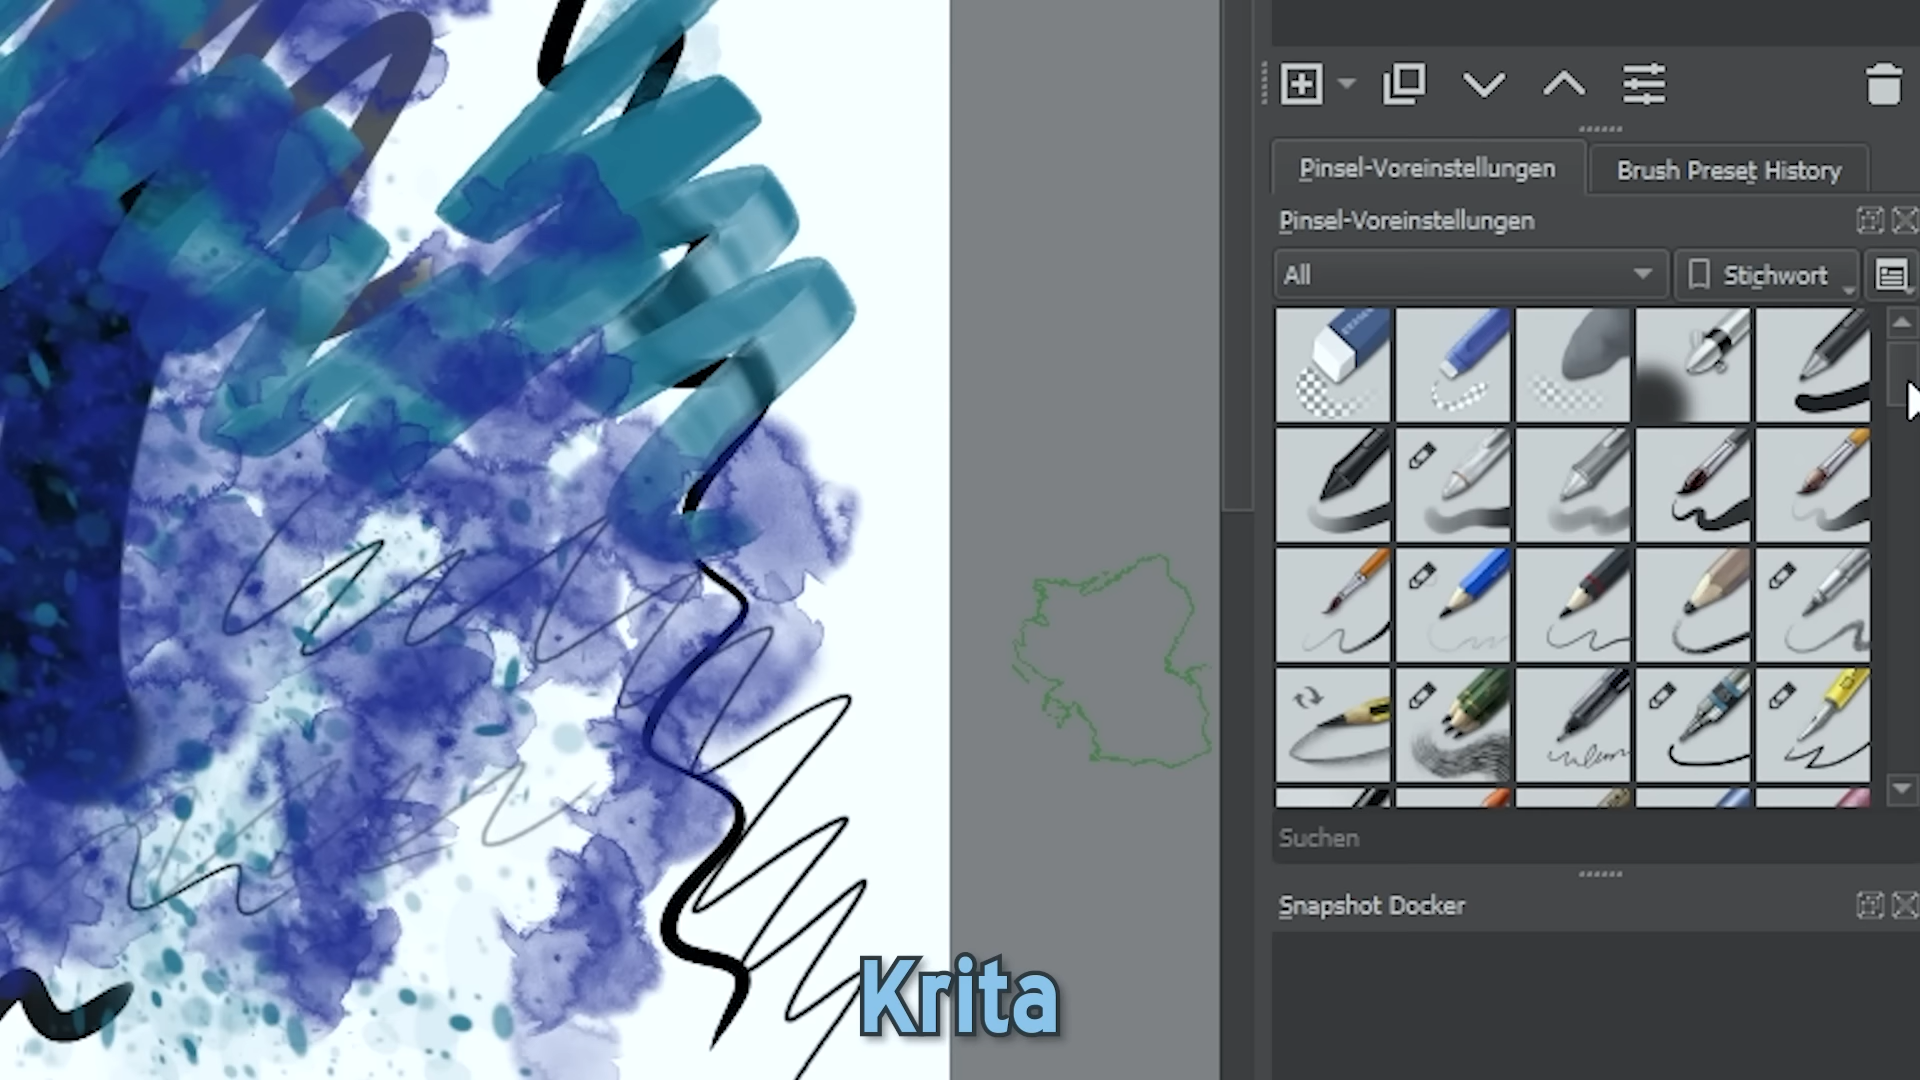 Pinsel-Voreinstellungen
Brush Preset History
Pinsel-Voreinstellungen
All
Stichwort
Suchen
Snapshot Docker
Krita